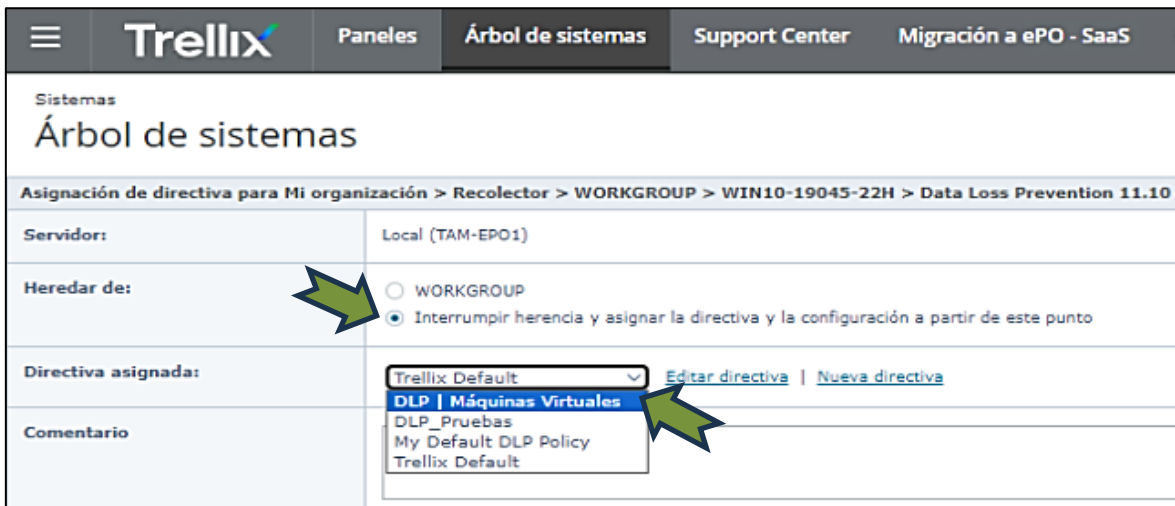 Trellix Paneles Árbol de sistemas Support Center Migración a ePO - SaaS
Sistemas
Árbol de sistemas
Asignación de directiva para Mi organización > Recolector > WORKGROUP > WIN10-19045-22H > Data Loss Prevention 11.10
Servidor: Local (TAM-EPO1)
Heredar de: WORKGROUP
Interrumpir herencia y asignar la directiva y la configuración a partir de este punto
Directiva asignada: Trellix Default Editar directiva | Nueva directiva
DLP | Máquinas Virtuales
DLP_Pruebas
Comentario
My Default DLP Policy
Trellix Default